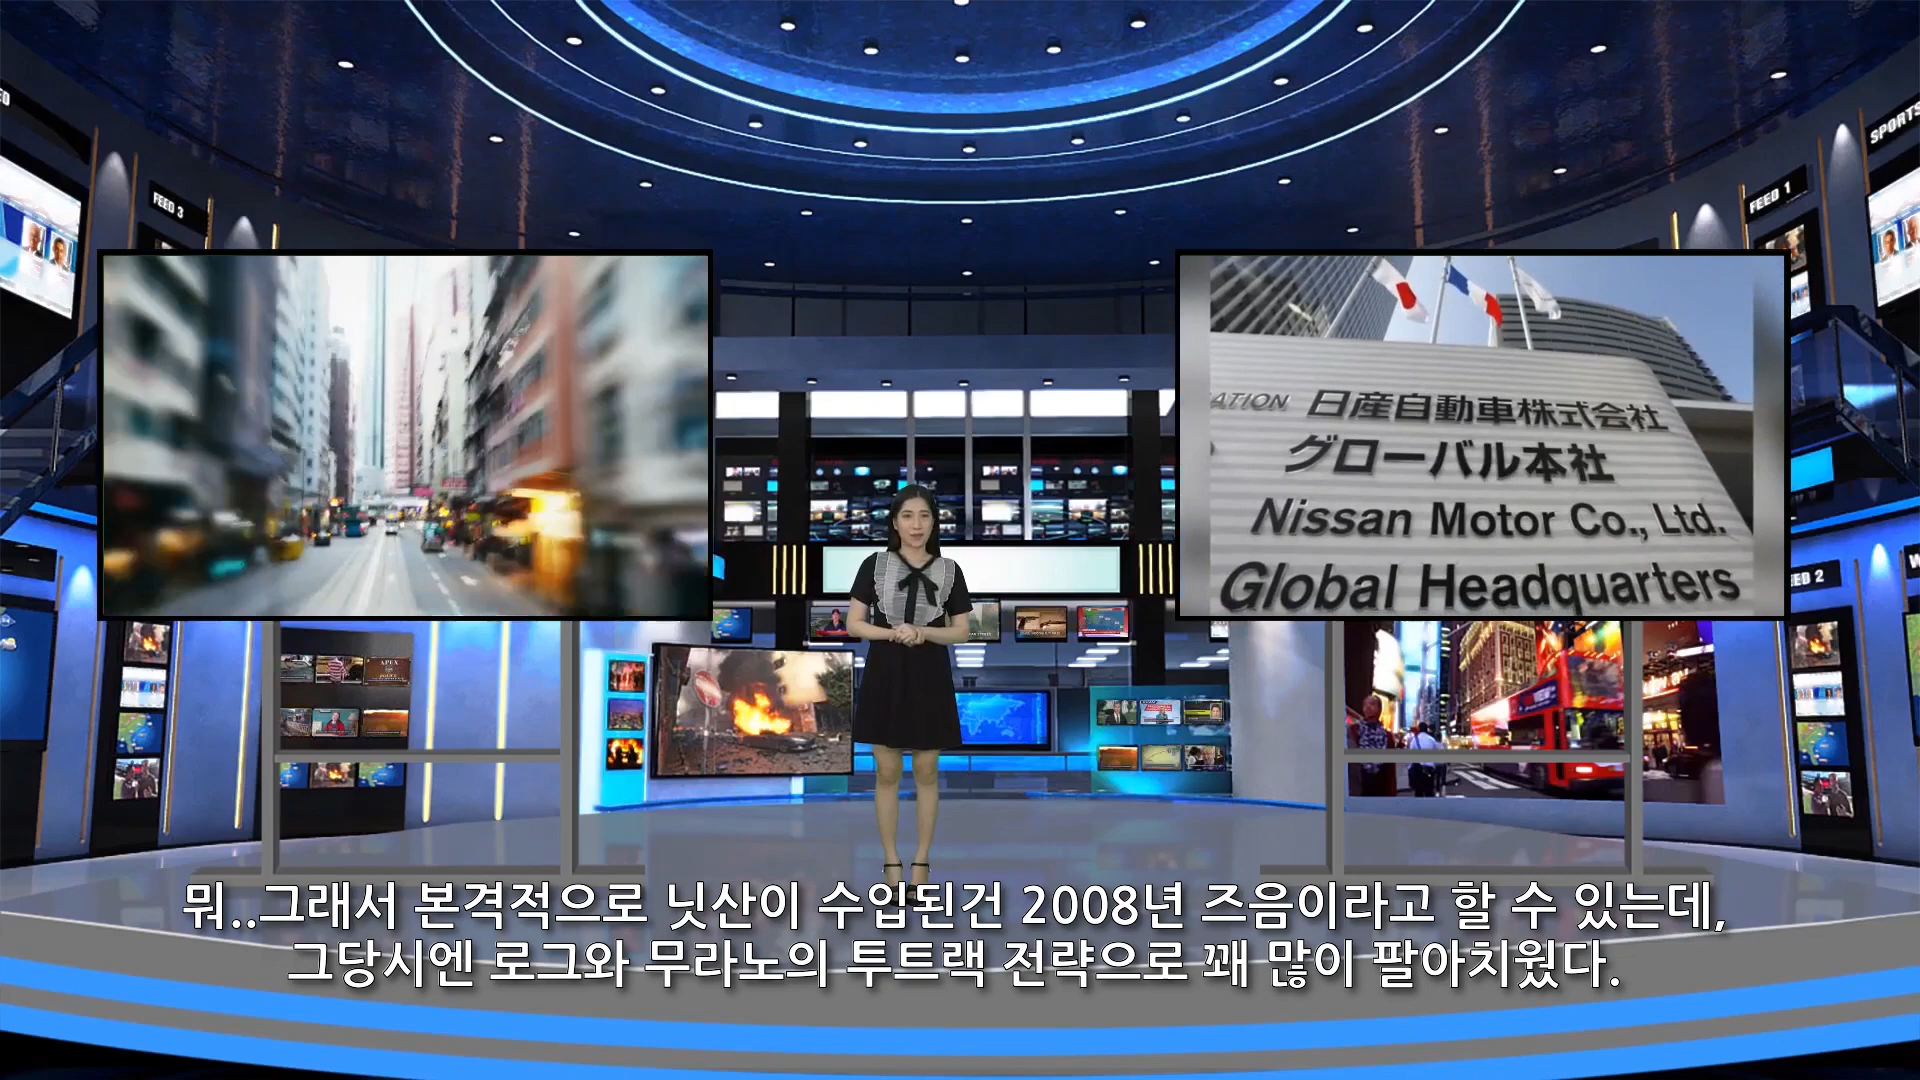 FEED 3
FEED 1
SPORTS
ATION 日産自動車株式会社
グローバル本社
Nissan Motor Co., Ltd.
Global Headquarters
FEED 2
뭐..그래서 본격적으로 닛산이 수입된건 2008년 즈음이라고 할 수 있는데,
그당시엔 로그와 무라노의 투트랙 전략으로 꽤 많이 팔아치웠다.